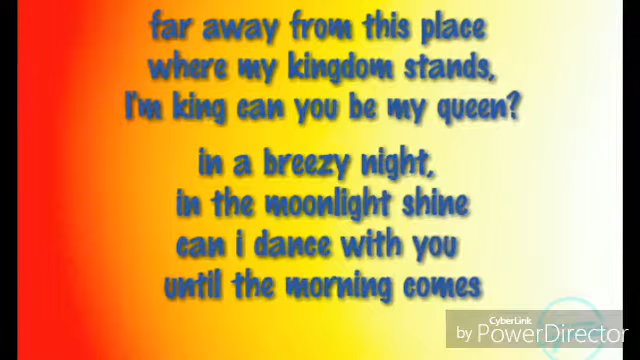 far away from this place
where my kingdom stands,
I'm king can you be my queen?
in a breezy night,
in the moonlight shine
can i dance with you
until the morning comes
CyberLink
by PowerDirector